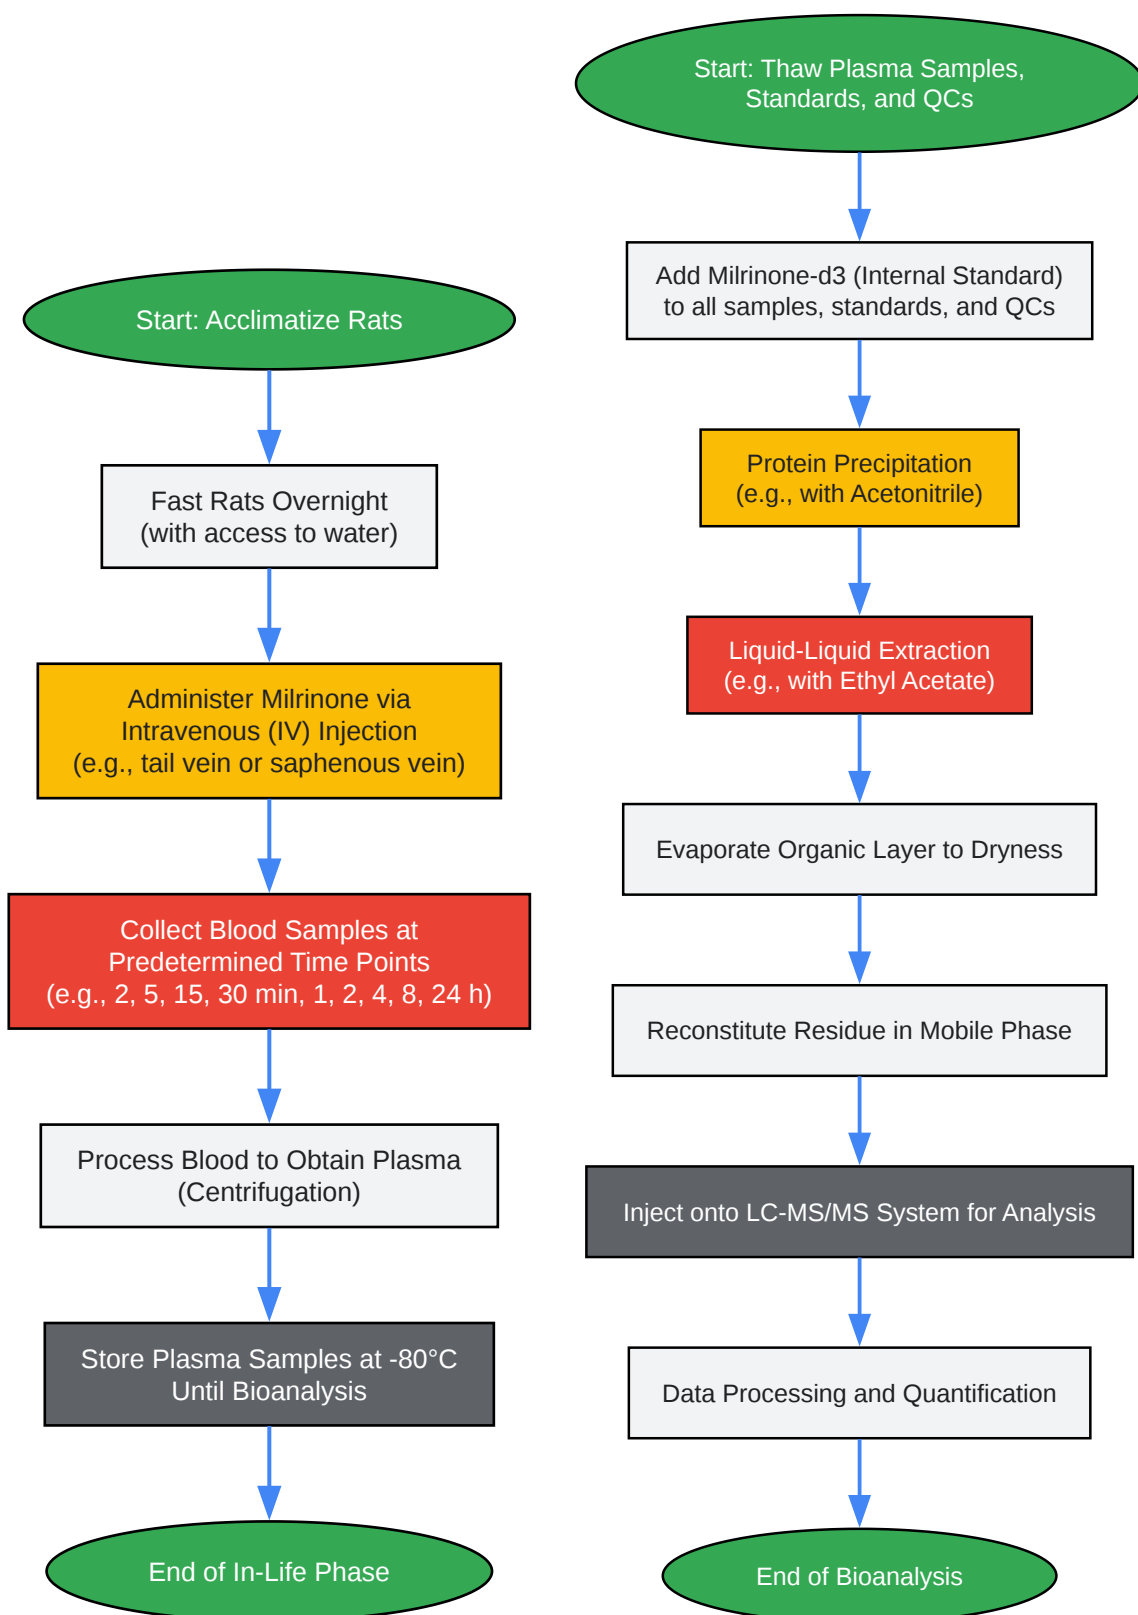 Start: Acclimatize Rats
Fast Rats Overnight
(with access to water)
Administer Milrinone via
Intravenous (IV) Injection
(e.g., tail vein or saphenous vein)
Collect Blood Samples at
Predetermined Time Points
(e.g., 2, 5, 15, 30 min, 1, 2, 4, 8, 24 h)
Process Blood to Obtain Plasma
(Centrifugation)
Store Plasma Samples at -80°C
Until Bioanalysis
End of In-Life Phase
Start: Thaw Plasma Samples,
Standards, and QCs
Add Milrinone-d3 (Internal Standard)
to all samples, standards, and QCs
Protein Precipitation
(e.g., with Acetonitrile)
Liquid-Liquid Extraction
(e.g., with Ethyl Acetate)
Evaporate Organic Layer to Dryness
Reconstitute Residue in Mobile Phase
Inject onto LC-MS/MS System for Analysis
Data Processing and Quantification
End of Bioanalysis